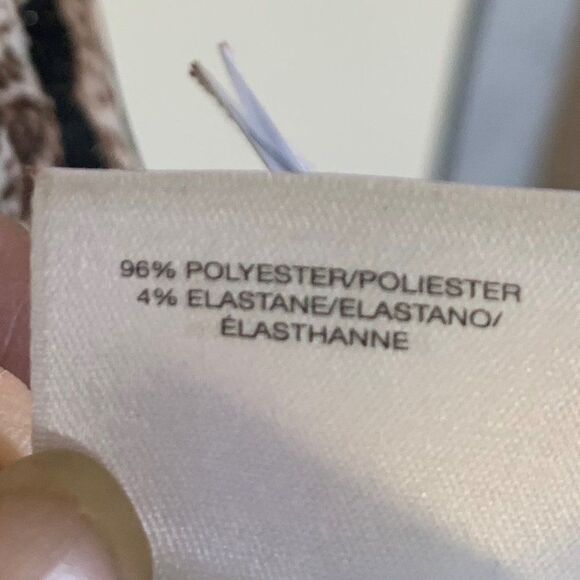 96% POLYESTER/POLIESTER
4% ELASTANE/ELASTANO/
ÉLASTHANNE